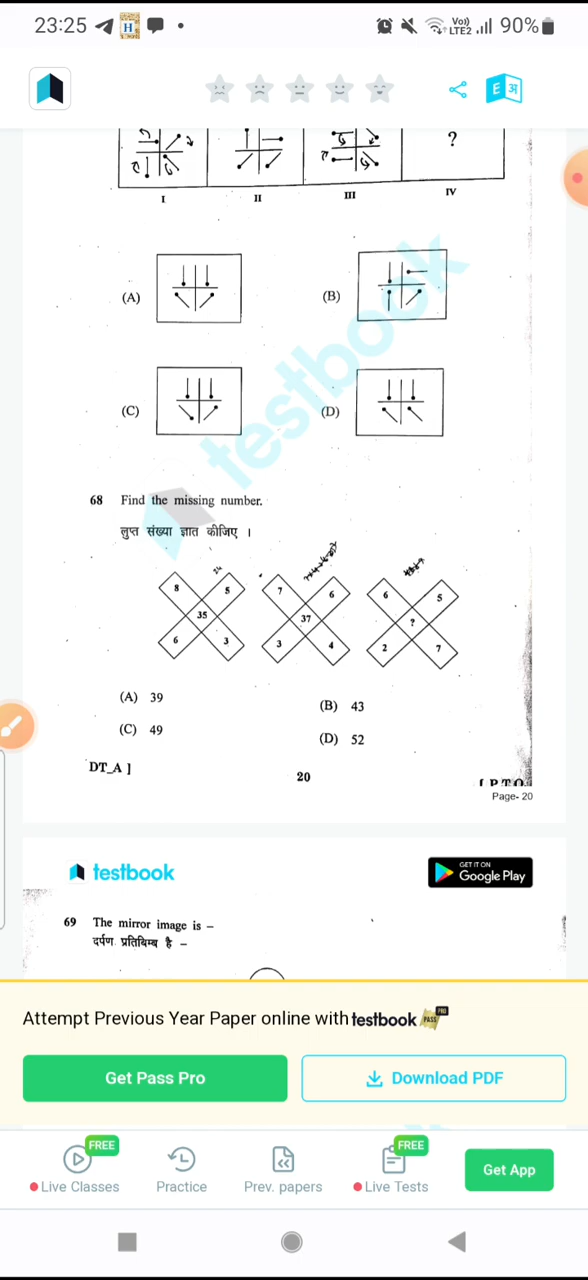 23:25
H
Vo))
LTE2
90%
E अ
?
I
II
III
IV
(A)
(B)
(C)
(D)
testbook
68 Find the missing number.
लुप्त संख्या ज्ञात कीजिए ।
24
8 5
35
6 3
7 6
37
3 4
6 5
?
2 7
(A) 39
(B) 43
(C) 49
(D) 52
DT_A ]
20
[ P.T.O.
Page- 20
testbook
GET IT ON
Google Play
69 The mirror image is –
दर्पण प्रतिबिम्ब है –
Attempt Previous Year Paper online with testbook PASS PRO
Get Pass Pro
Download PDF
FREE
Live Classes
Practice
Prev. papers
FREE
Live Tests
Get App